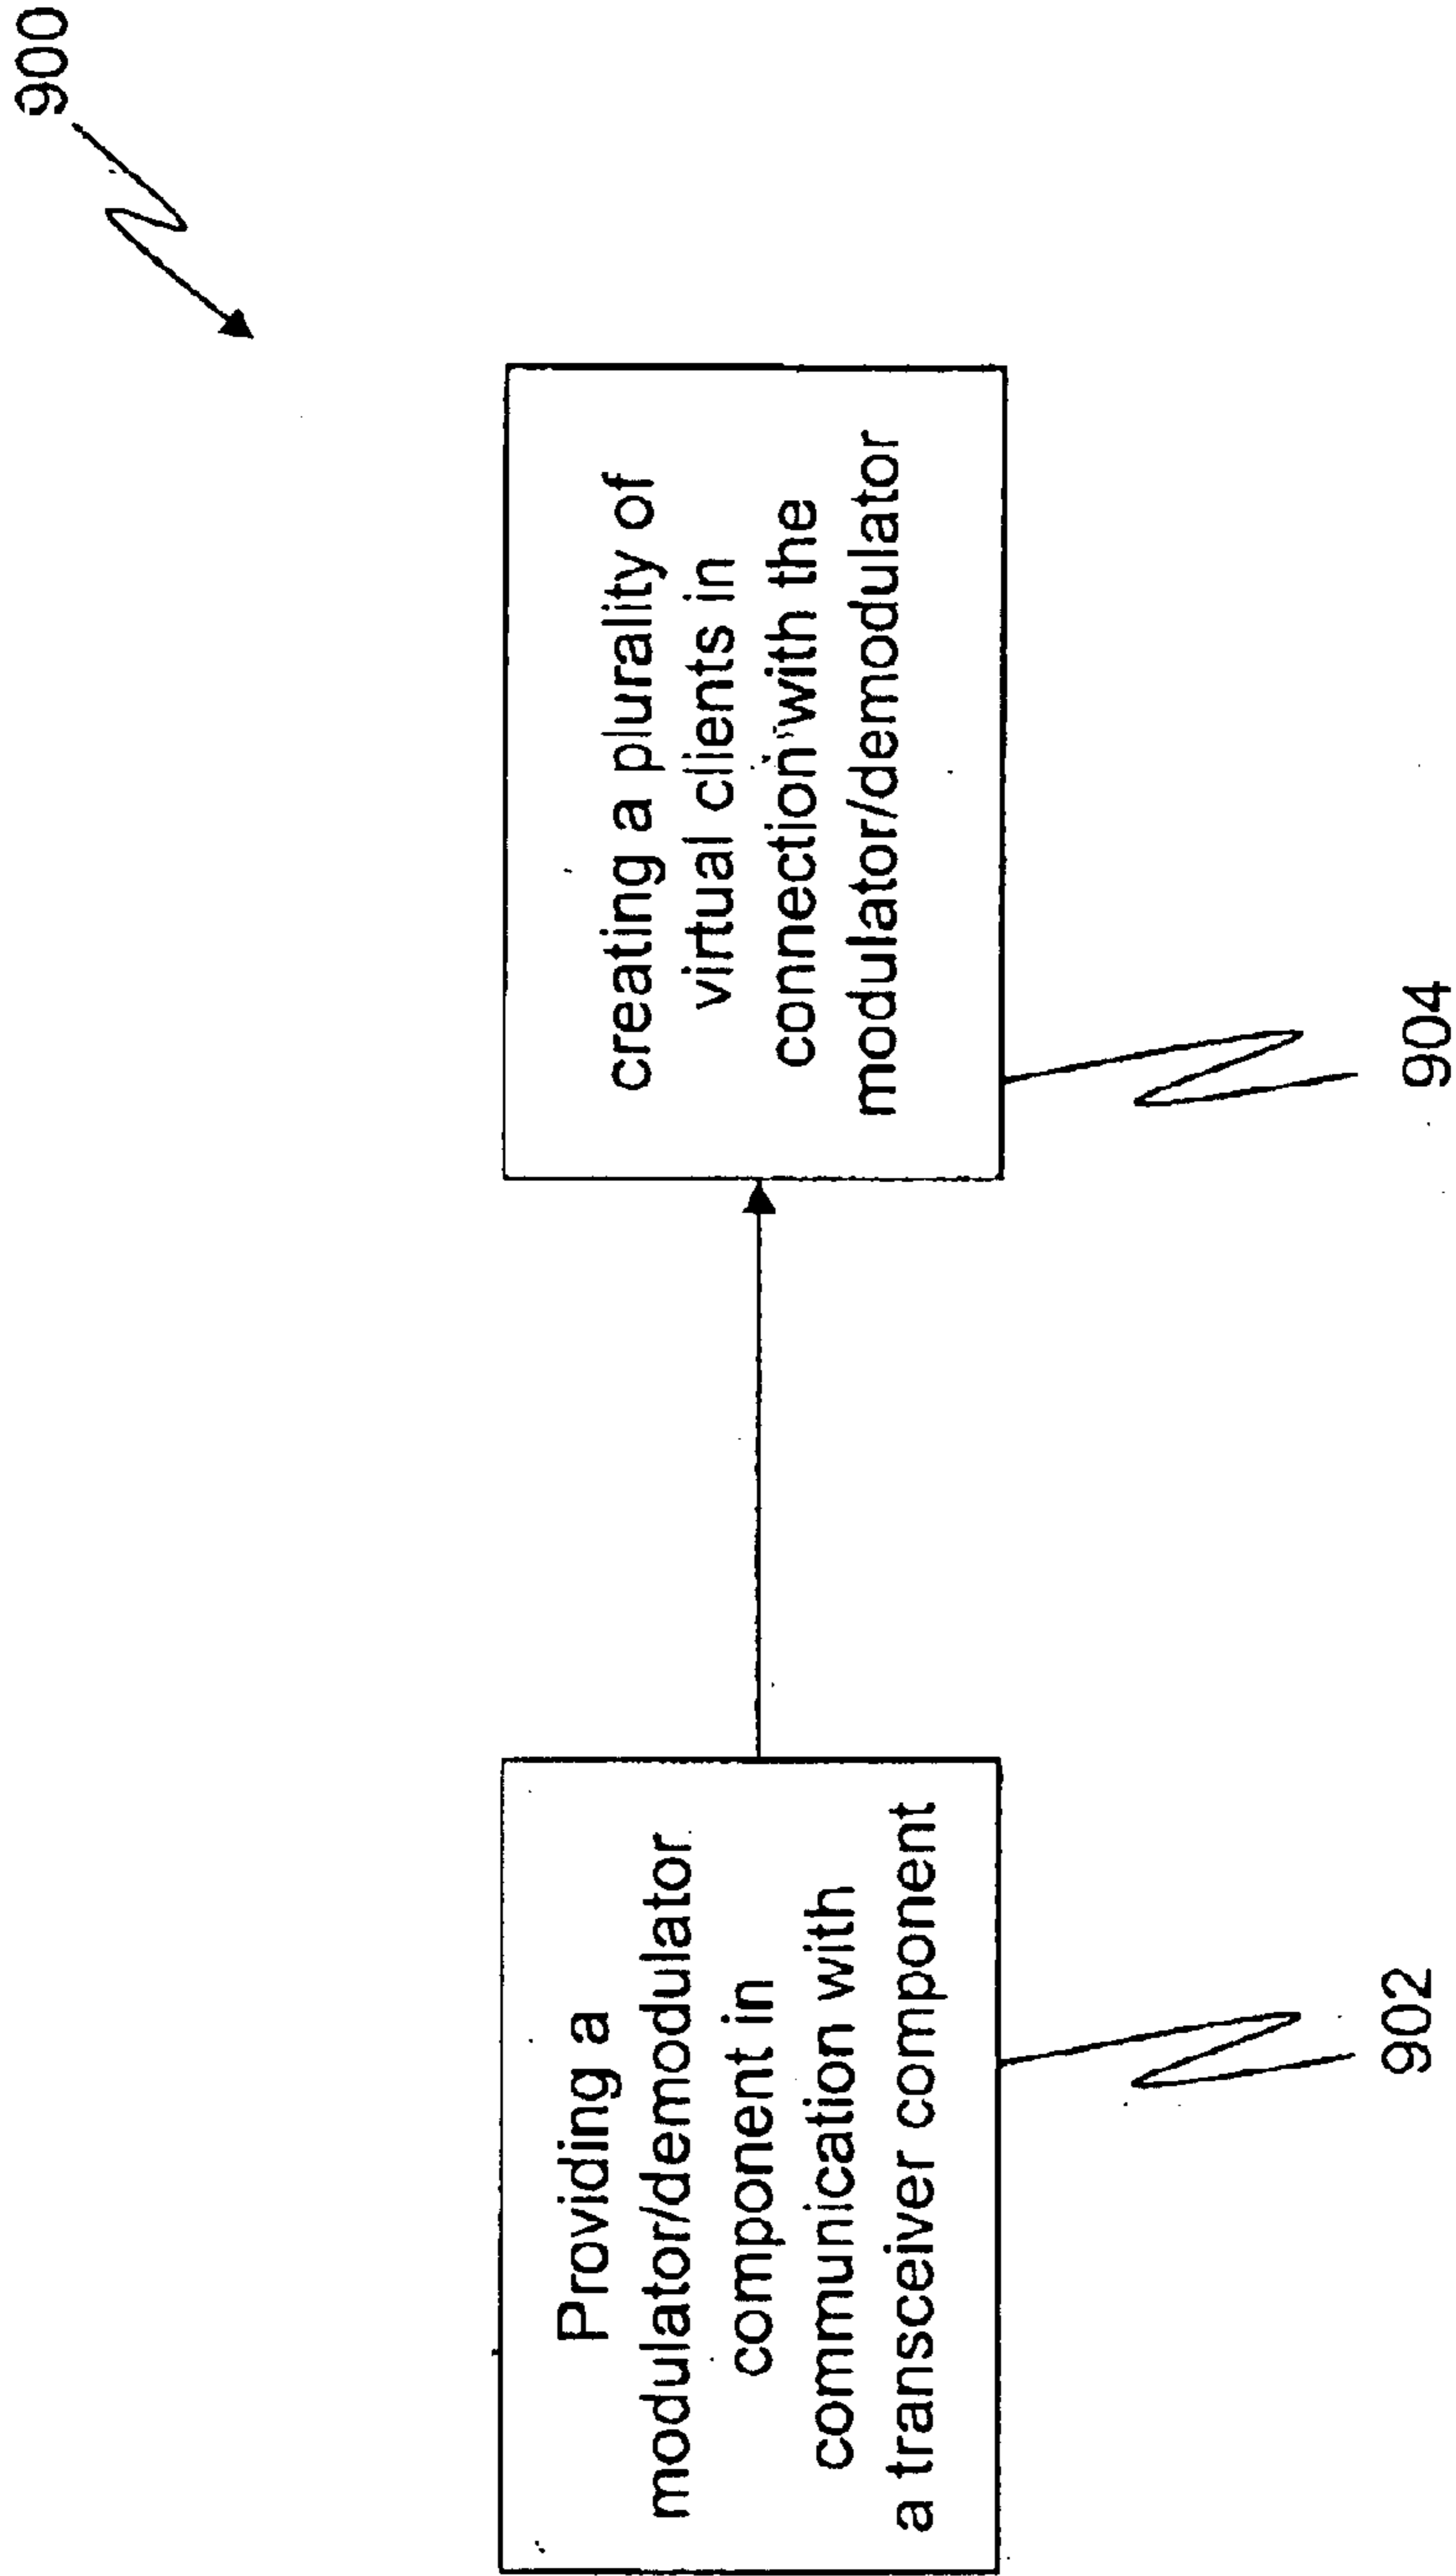 900
Providing a
modulator/demodulator
component in
communication with
a transceiver component
902
creating a plurality of
virtual clients in
connection with the
modulator/demodulator
904